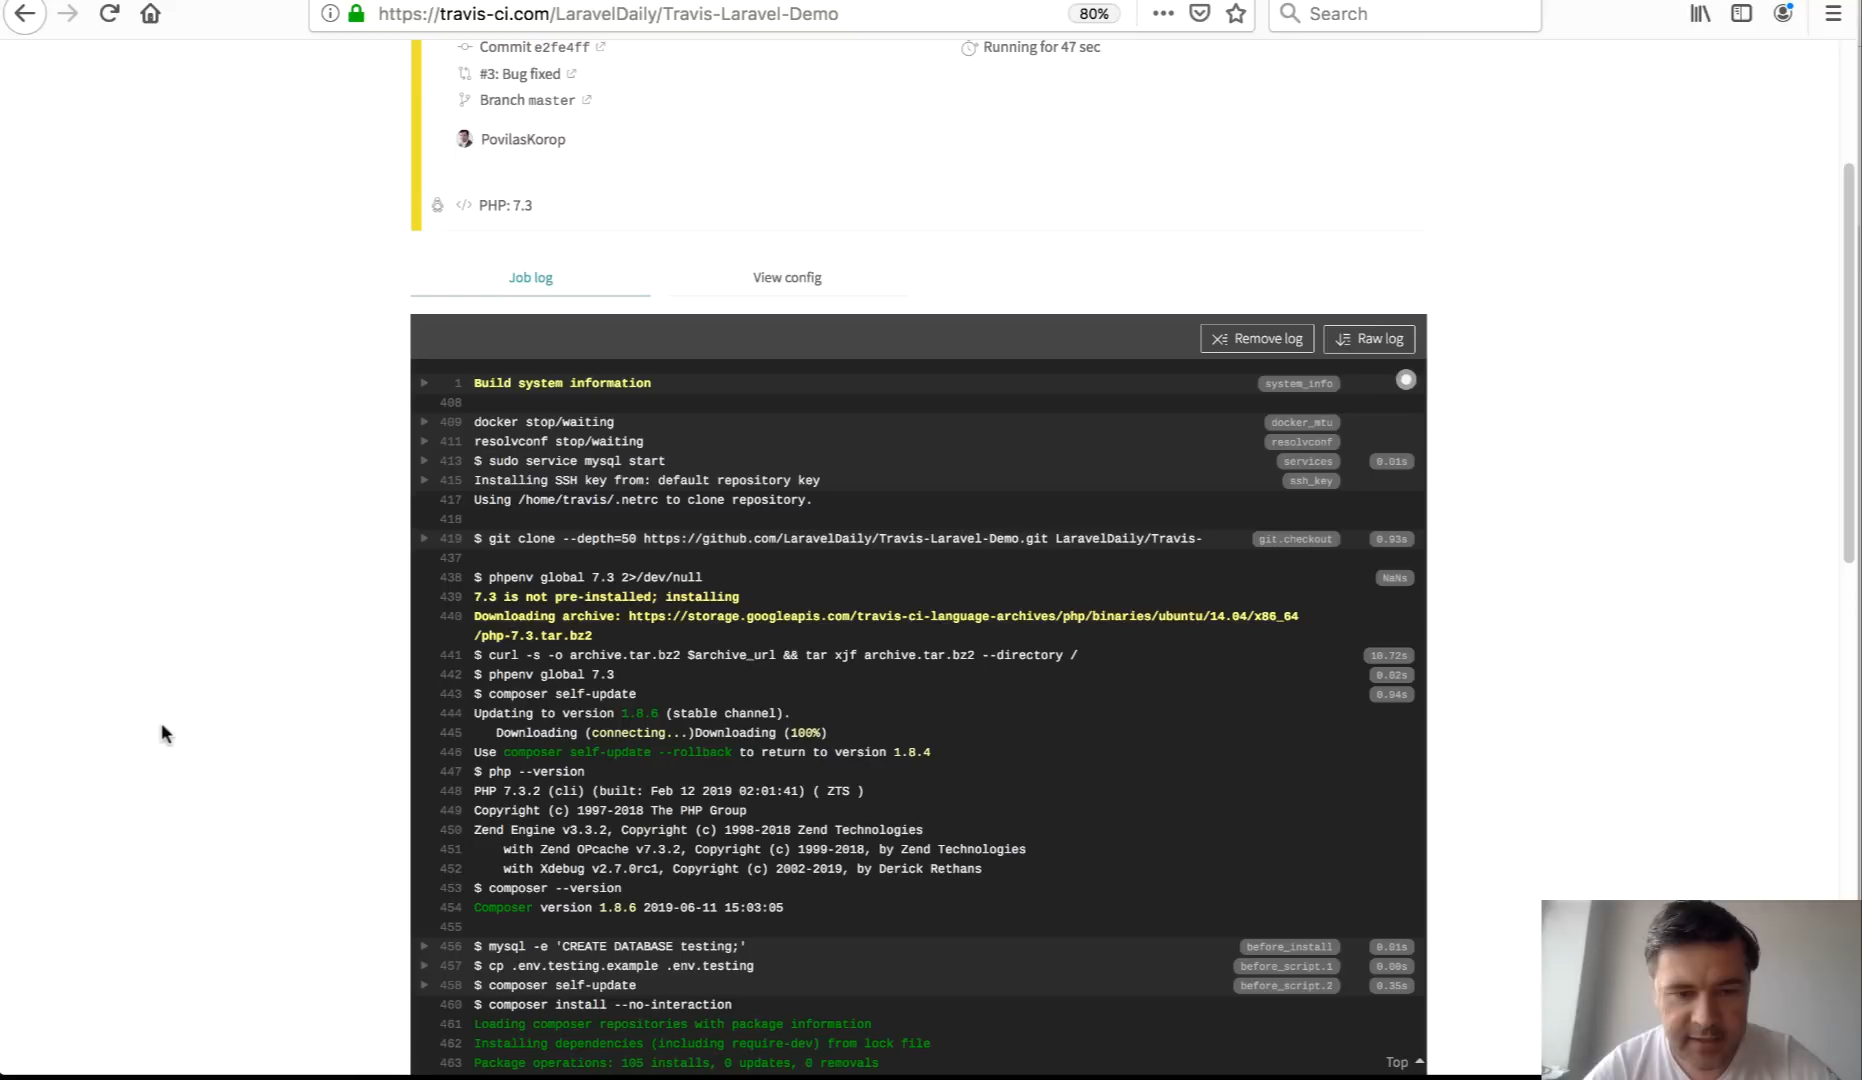 https://travis-ci.com/LaravelDaily/Travis-Laravel-Demo
80%
Search
Commit e2fe4ff
Running for 47 sec
#3: Bug fixed
Branch master
PovilasKorop
PHP: 7.3
Job log
View config
Remove log
Raw log
1 Build system information system_info
408
409 docker stop/waiting docker_mtu
411 resolvconf stop/waiting resolvconf
413 $ sudo service mysql start services 0.01s
415 Installing SSH key from: default repository key ssh_key
417 Using /home/travis/.netrc to clone repository.
418
419 $ git clone --depth=50 https://github.com/LaravelDaily/Travis-Laravel-Demo.git LaravelDaily/Travis- git.checkout 0.93s
437
438 $ phpenv global 7.3 2>/dev/null NaNs
439 7.3 is not pre-installed; installing
440 Downloading archive: https://storage.googleapis.com/travis-ci-language-archives/php/binaries/ubuntu/14.04/x86_64
/php-7.3.tar.bz2
441 $ curl -s -o archive.tar.bz2 $archive_url && tar xjf archive.tar.bz2 --directory / 10.72s
442 $ phpenv global 7.3 0.02s
443 $ composer self-update 0.94s
444 Updating to version 1.8.6 (stable channel).
445 Downloading (connecting...)Downloading (100%)
446 Use composer self-update --rollback to return to version 1.8.4
447 $ php --version
448 PHP 7.3.2 (cli) (built: Feb 12 2019 02:01:41) ( ZTS )
449 Copyright (c) 1997-2018 The PHP Group
450 Zend Engine v3.3.2, Copyright (c) 1998-2018 Zend Technologies
451 with Zend OPcache v7.3.2, Copyright (c) 1999-2018, by Zend Technologies
452 with Xdebug v2.7.0rc1, Copyright (c) 2002-2019, by Derick Rethans
453 $ composer --version
454 Composer version 1.8.6 2019-06-11 15:03:05
455
456 $ mysql -e 'CREATE DATABASE testing;' before_install 0.01s
457 $ cp .env.testing.example .env.testing before_script.1 0.00s
458 $ composer self-update before_script.2 0.35s
460 $ composer install --no-interaction
461 Loading composer repositories with package information
462 Installing dependencies (including require-dev) from lock file
463 Package operations: 105 installs, 0 updates, 0 removals
Top